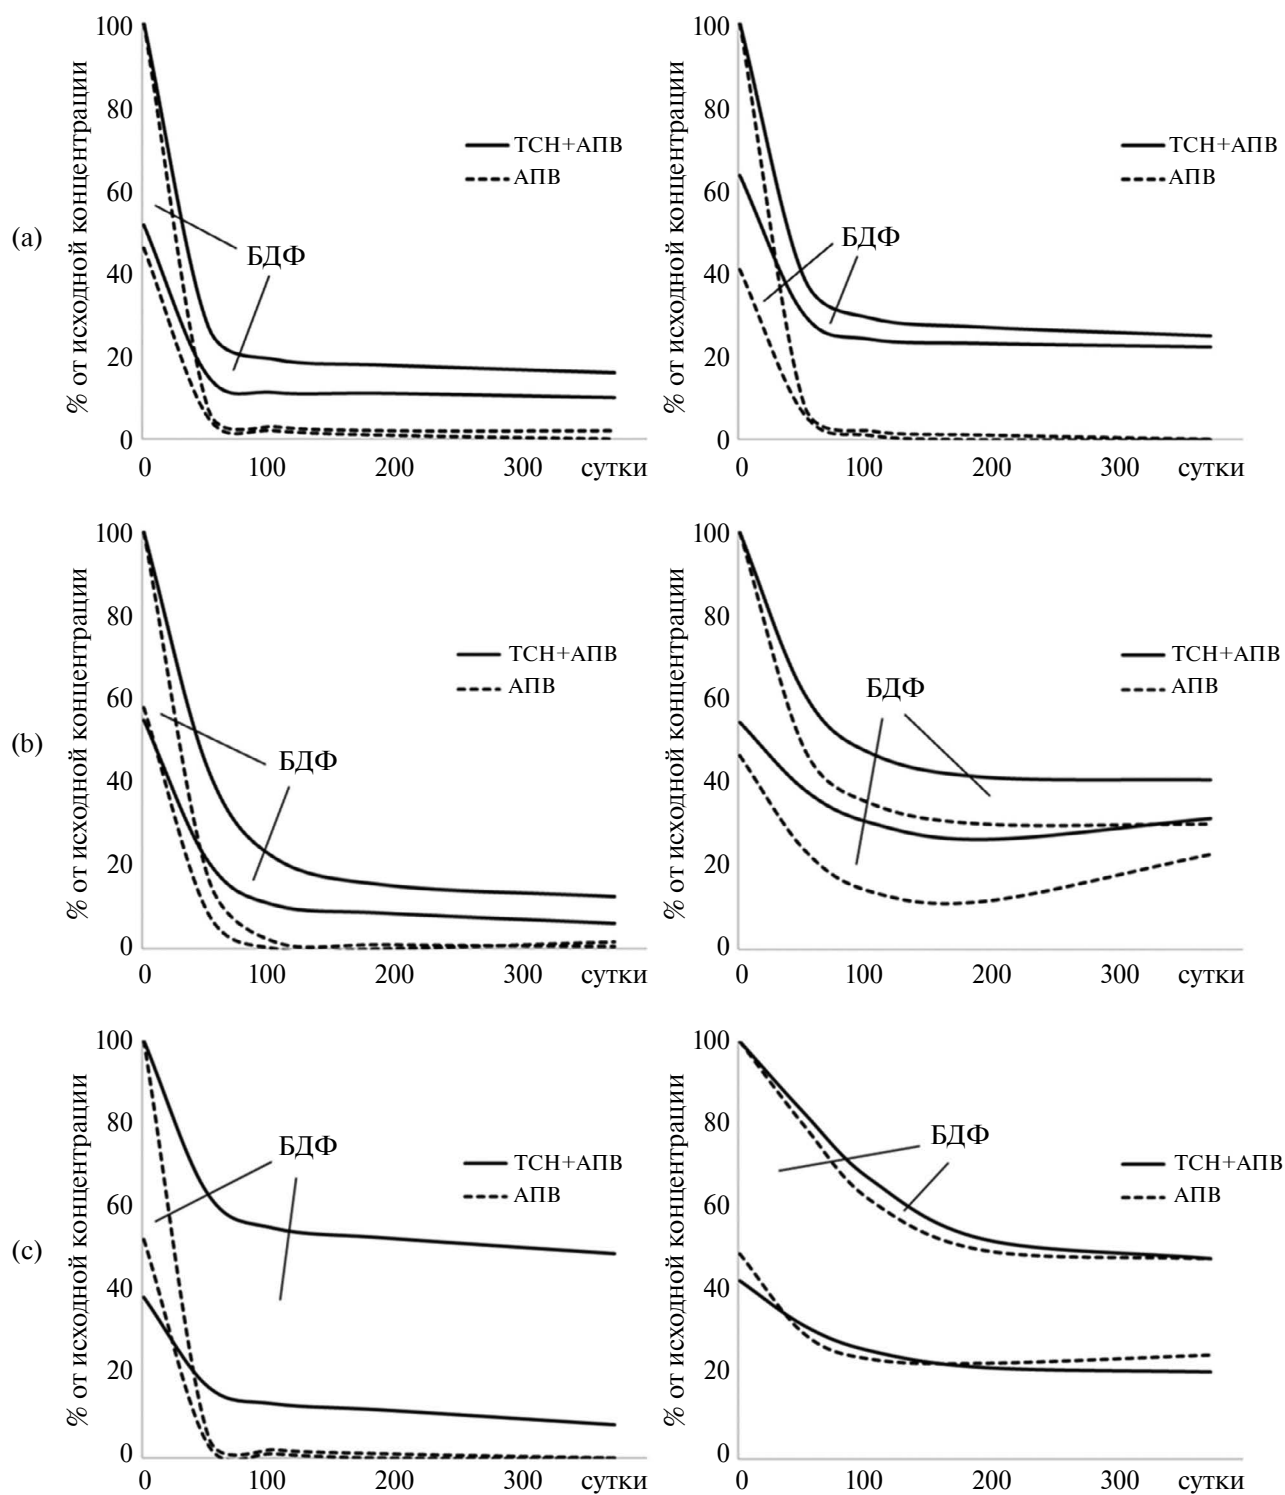 % от исходной концентрации
100
80
60
40
20
0
0
100
200
300
сутки
ТСН+АПВ
АПВ
БДФ
(a)
% от исходной концентрации
100
80
60
40
20
0
0
100
200
300
сутки
ТСН+АПВ
АПВ
БДФ
% от исходной концентрации
100
80
60
40
20
0
0
100
200
300
сутки
ТСН+АПВ
АПВ
БДФ
(b)
% от исходной концентрации
100
80
60
40
20
0
0
100
200
300
сутки
ТСН+АПВ
АПВ
БДФ
% от исходной концентрации
100
80
60
40
20
0
0
100
200
300
сутки
ТСН+АПВ
АПВ
БДФ
(c)
% от исходной концентрации
100
80
60
40
20
0
0
100
200
300
сутки
ТСН+АПВ
АПВ
БДФ